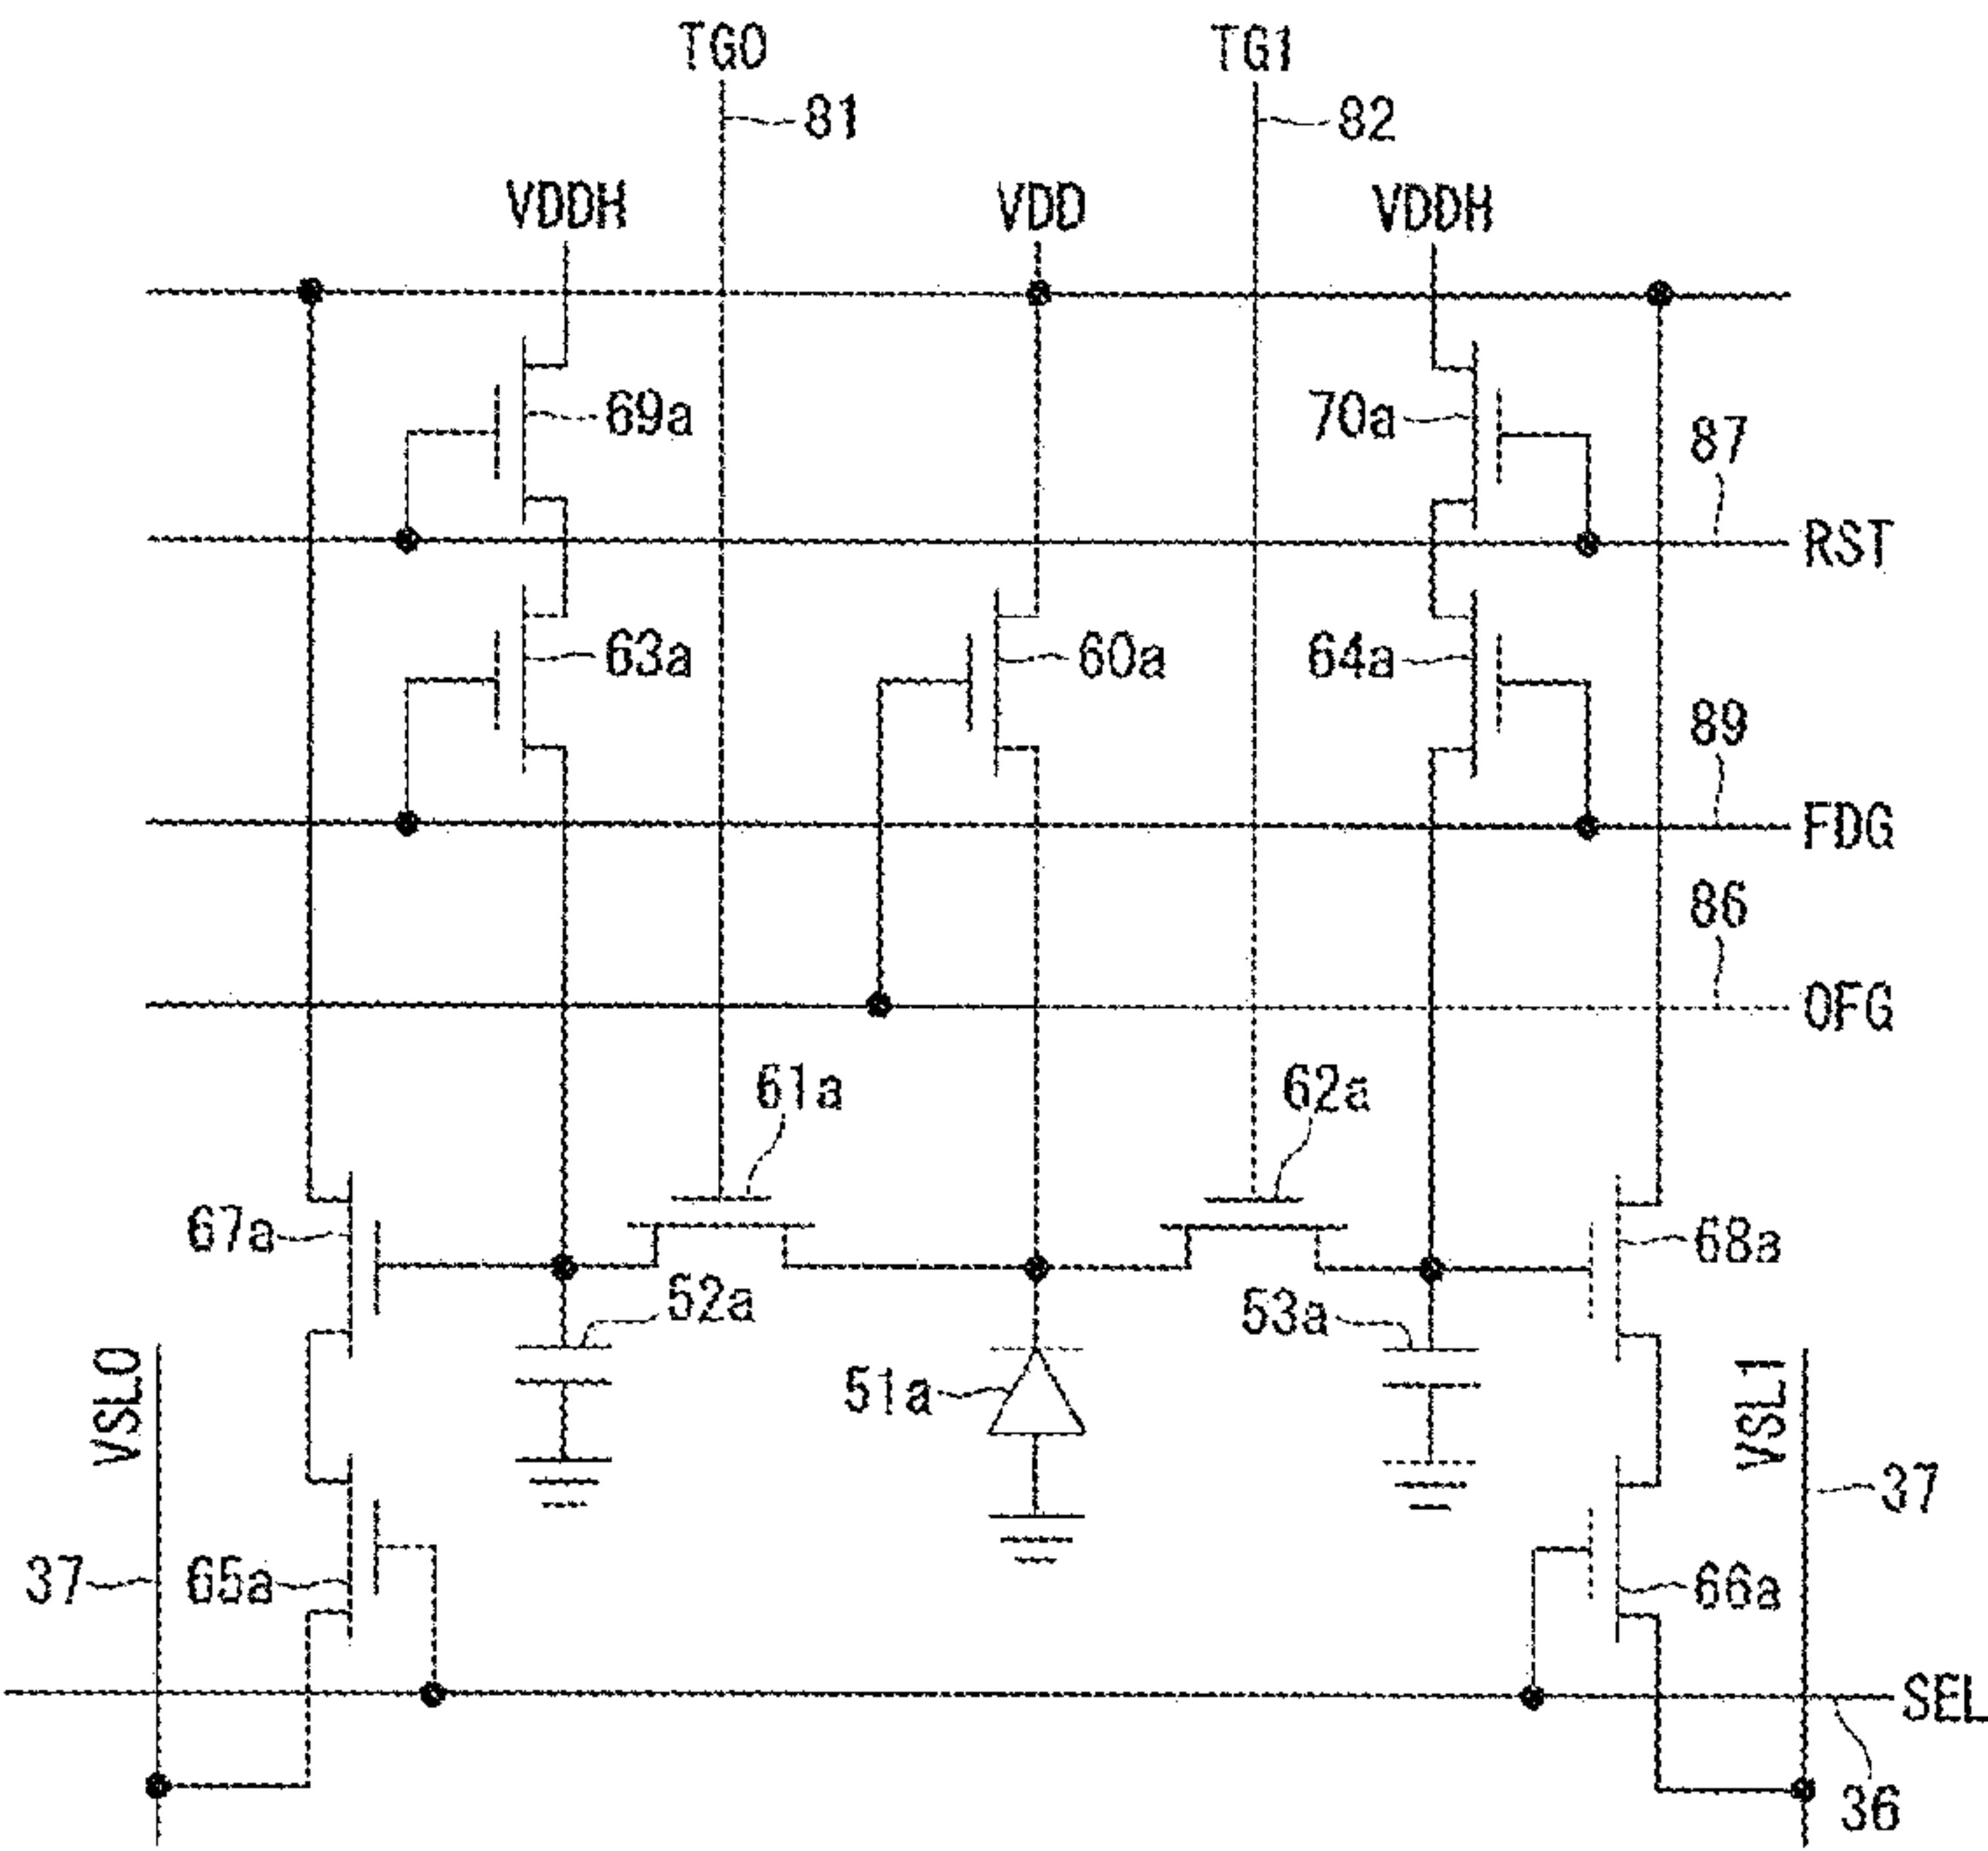 TG0 TG1
81 82
VDDH VDD VDDH
69a 70a 87
RST
63a 60a 64a
89
FDG
86
OFG
61a 62a
67a 68a
52a 53a
VSL0 51a VSL1
37
37 65a 66a
SEL
36